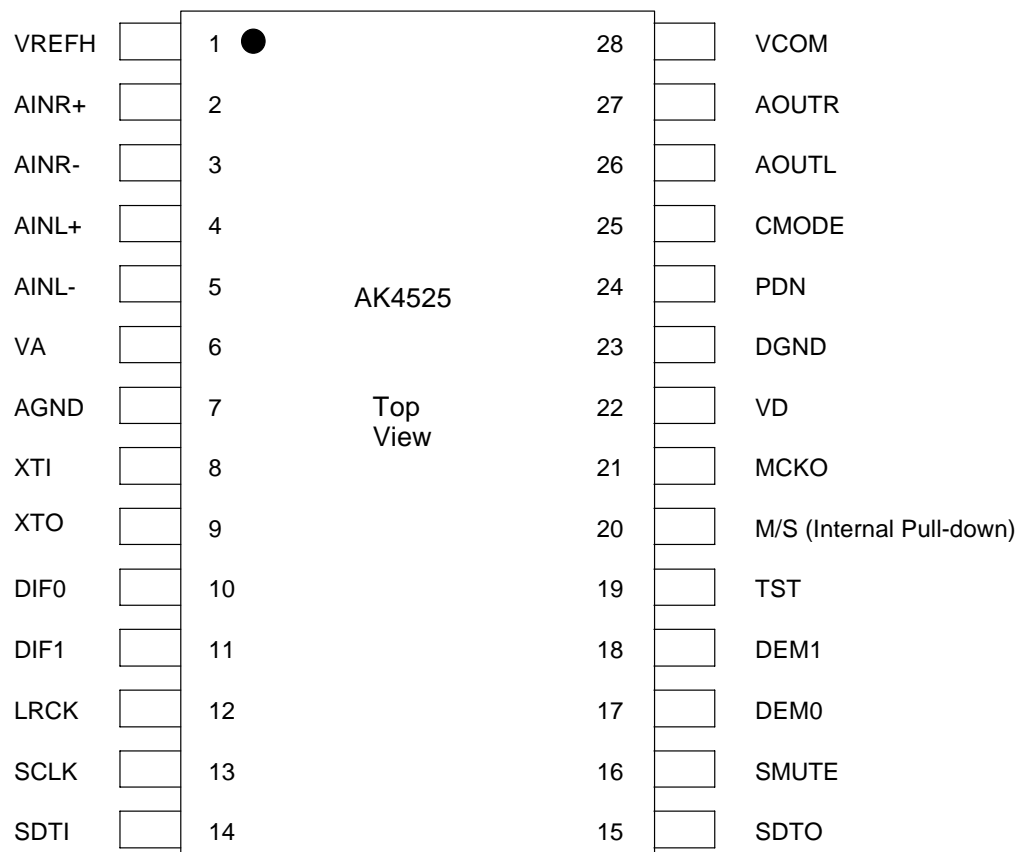 VREFH 1 28 VCOM
AINR+ 2 27 AOUTR
AINR- 3 26 AOUTL
AINL+ 4 25 CMODE
AINL- 5 AK4525 24 PDN
VA 6 23 DGND
AGND 7 Top 22 VD
View
XTI 8 21 MCKO
XTO 9 20 M/S (Internal Pull-down)
DIF0 10 19 TST
DIF1 11 18 DEM1
LRCK 12 17 DEM0
SCLK 13 16 SMUTE
SDTI 14 15 SDTO